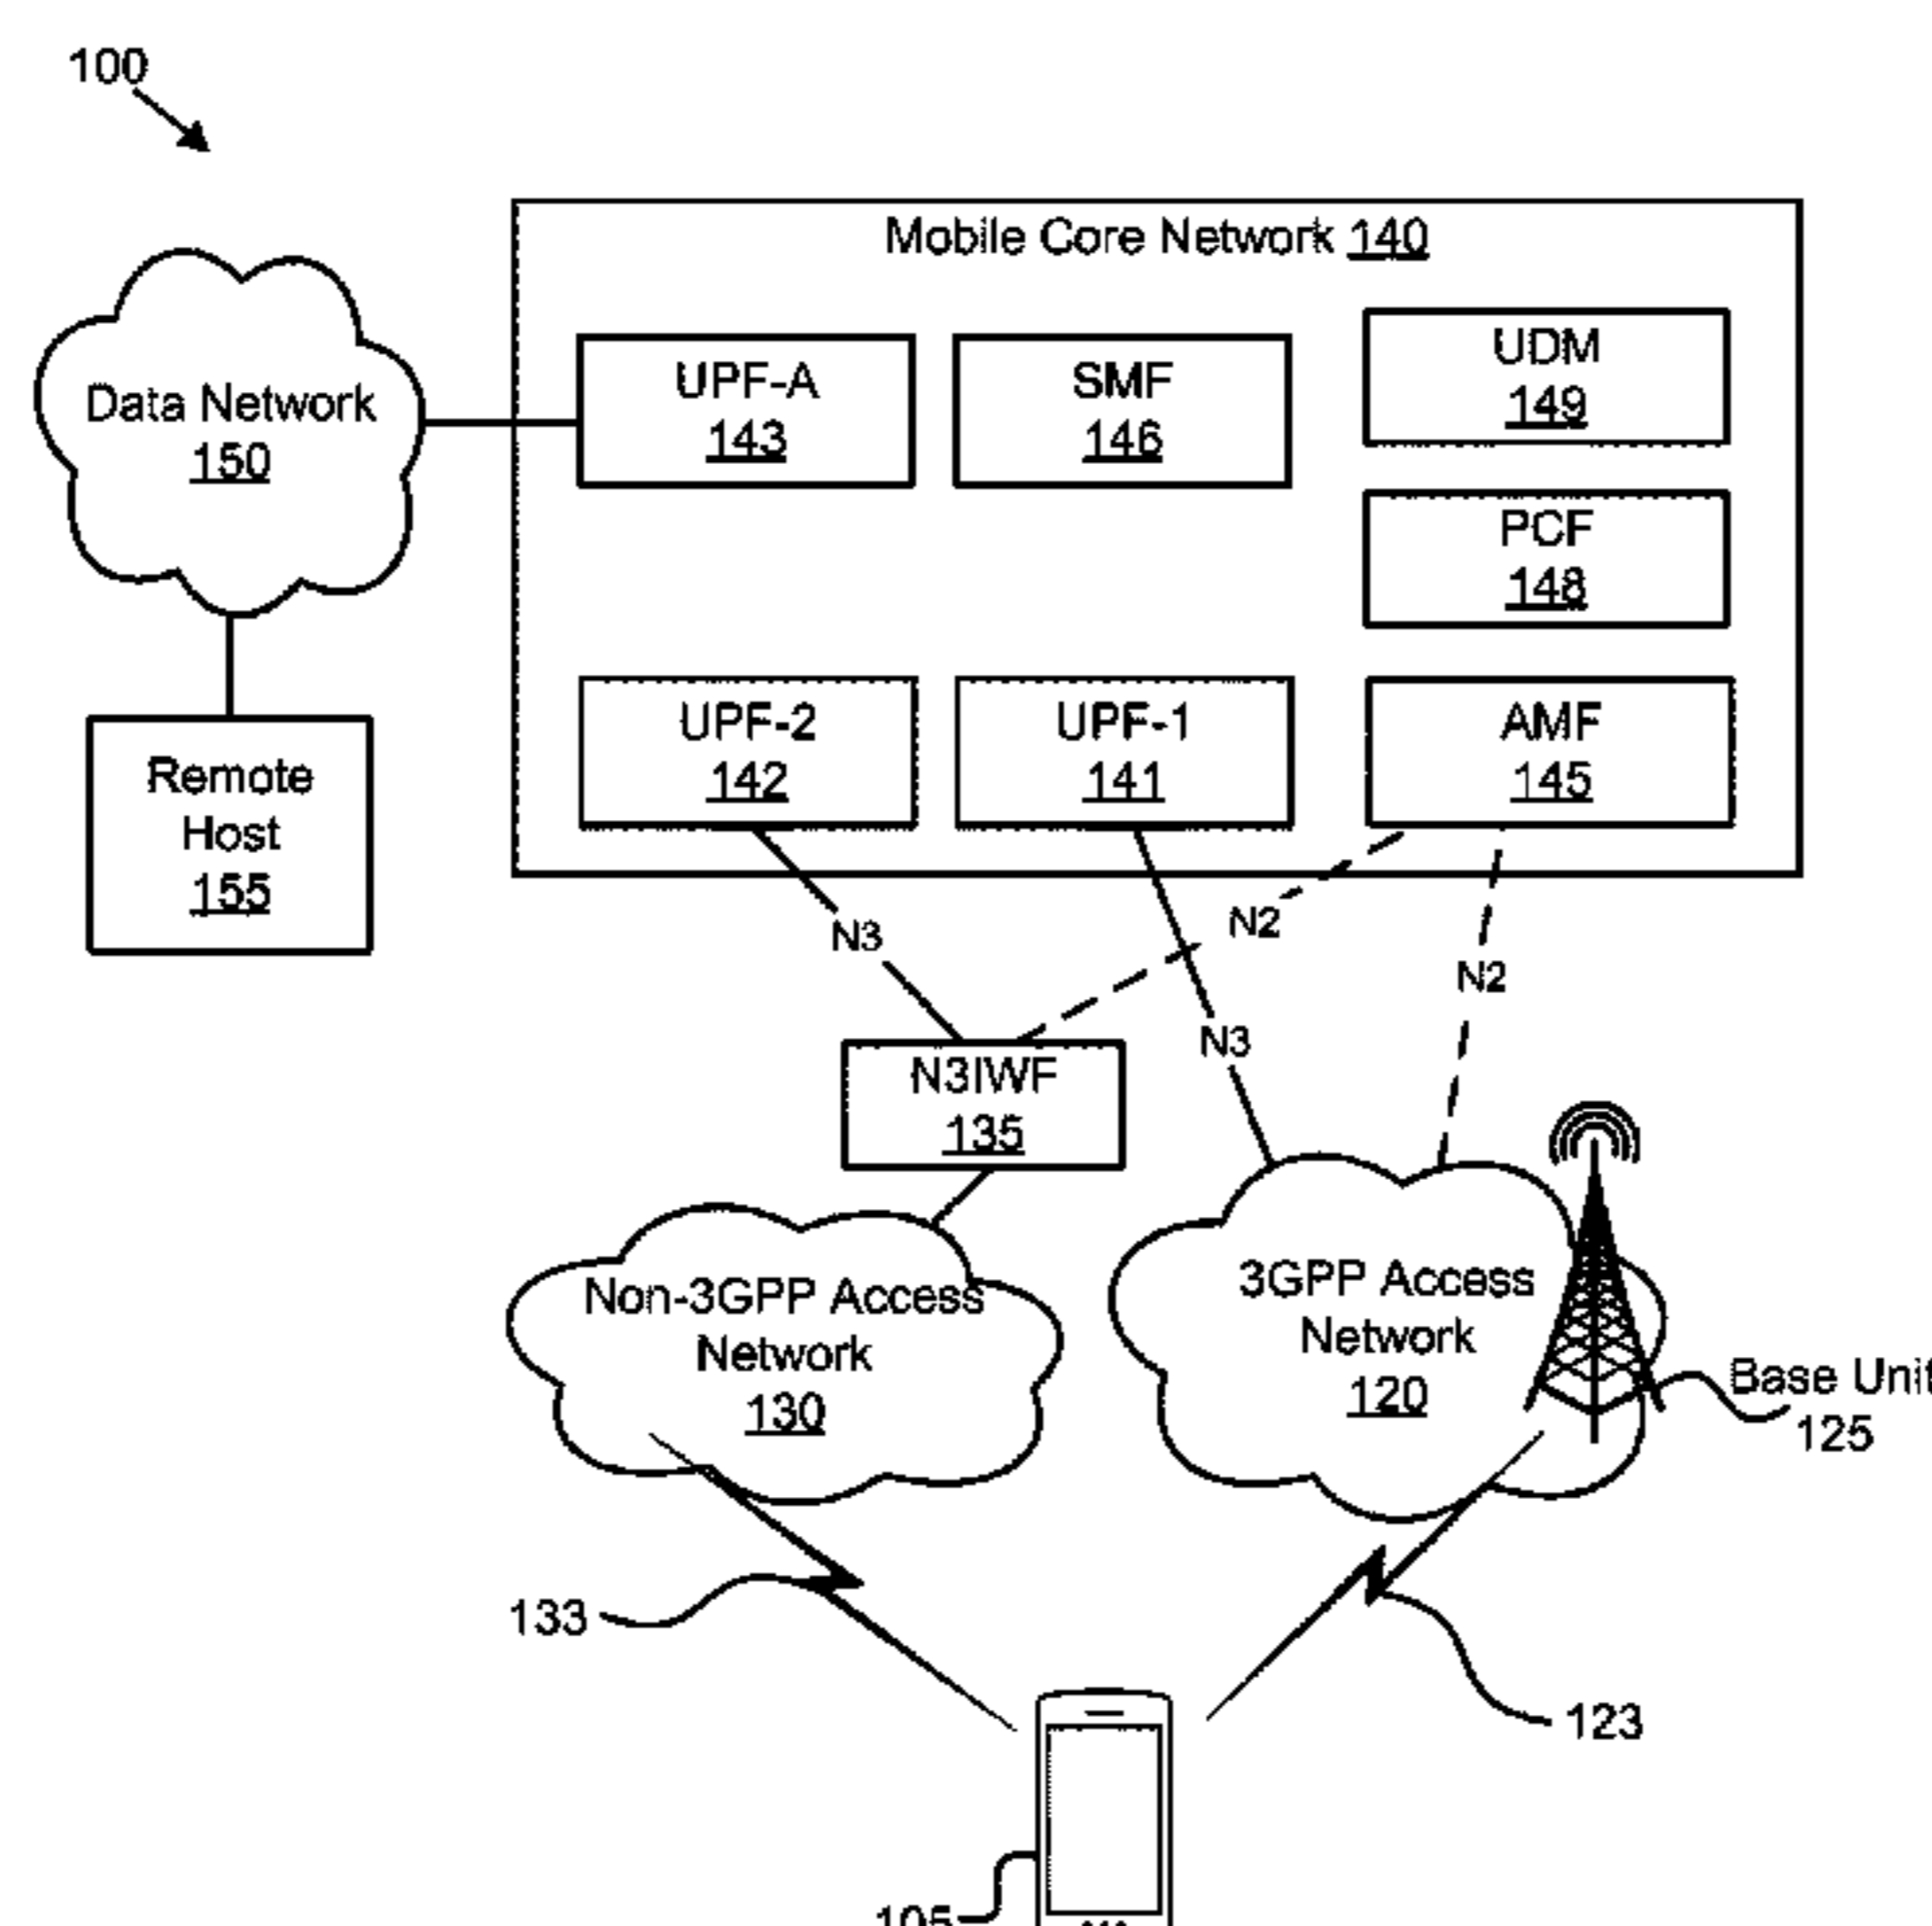 100
Mobile Core Network 140
Data Network
150
UPF-A
143
SMF
146
UDM
149
PCF
148
UPF-2
142
UPF-1
141
AMF
145
Remote
Host
155
N3
N2
N2
N3
N3IWF
135
Non-3GPP Access
Network
130
3GPP Access
Network
120
Base Unit
125
133
123
105